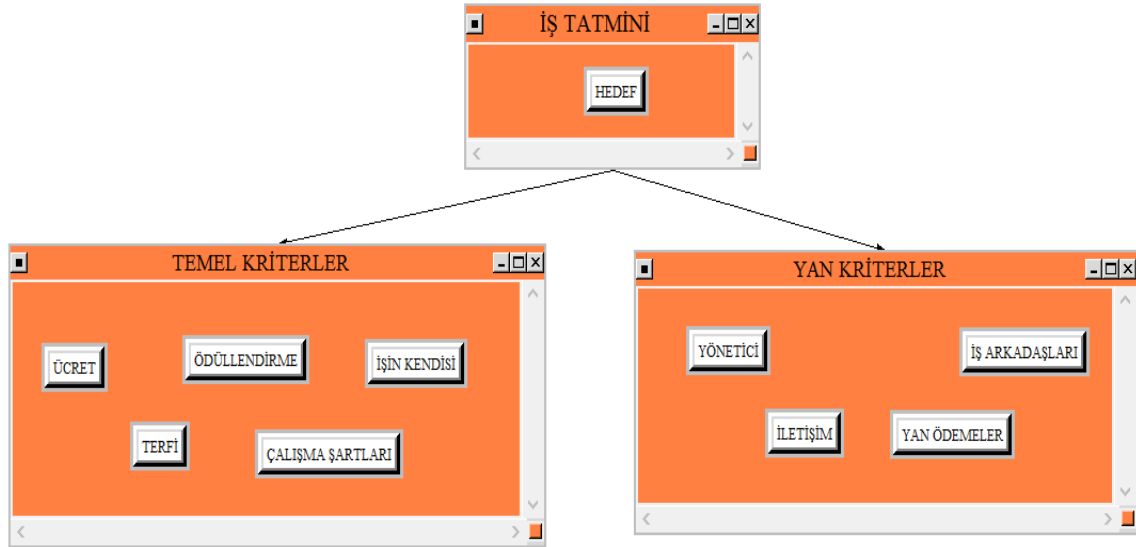 İŞ TATMİNİ
HEDEF
TEMEL KRİTERLER
ÜCRET
ÖDÜLLENDİRME
İŞİN KENDİSİ
TERFİ
ÇALIŞMA ŞARTLARI
YAN KRİTERLER
YÖNETİCİ
İŞ ARKADAŞLARI
İLETİŞİM
YAN ÖDEMELER